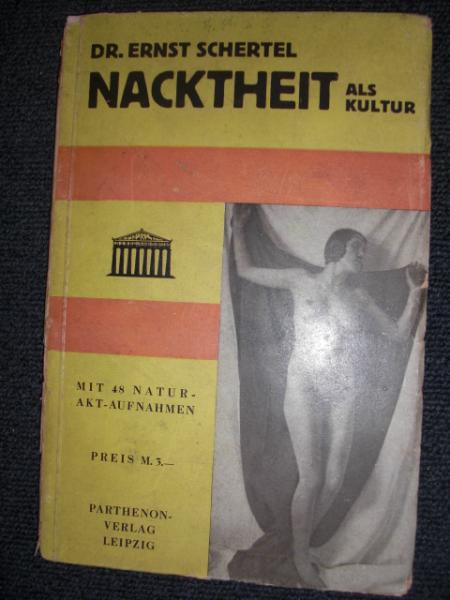 DR. ERNST SCHERTEL
NACKTHEIT ALS
KULTUR
MIT 48 NATUR-
AKT-AUFNAHMEN
PREIS M. 3.—
PARTHENON-
VERLAG
LEIPZIG